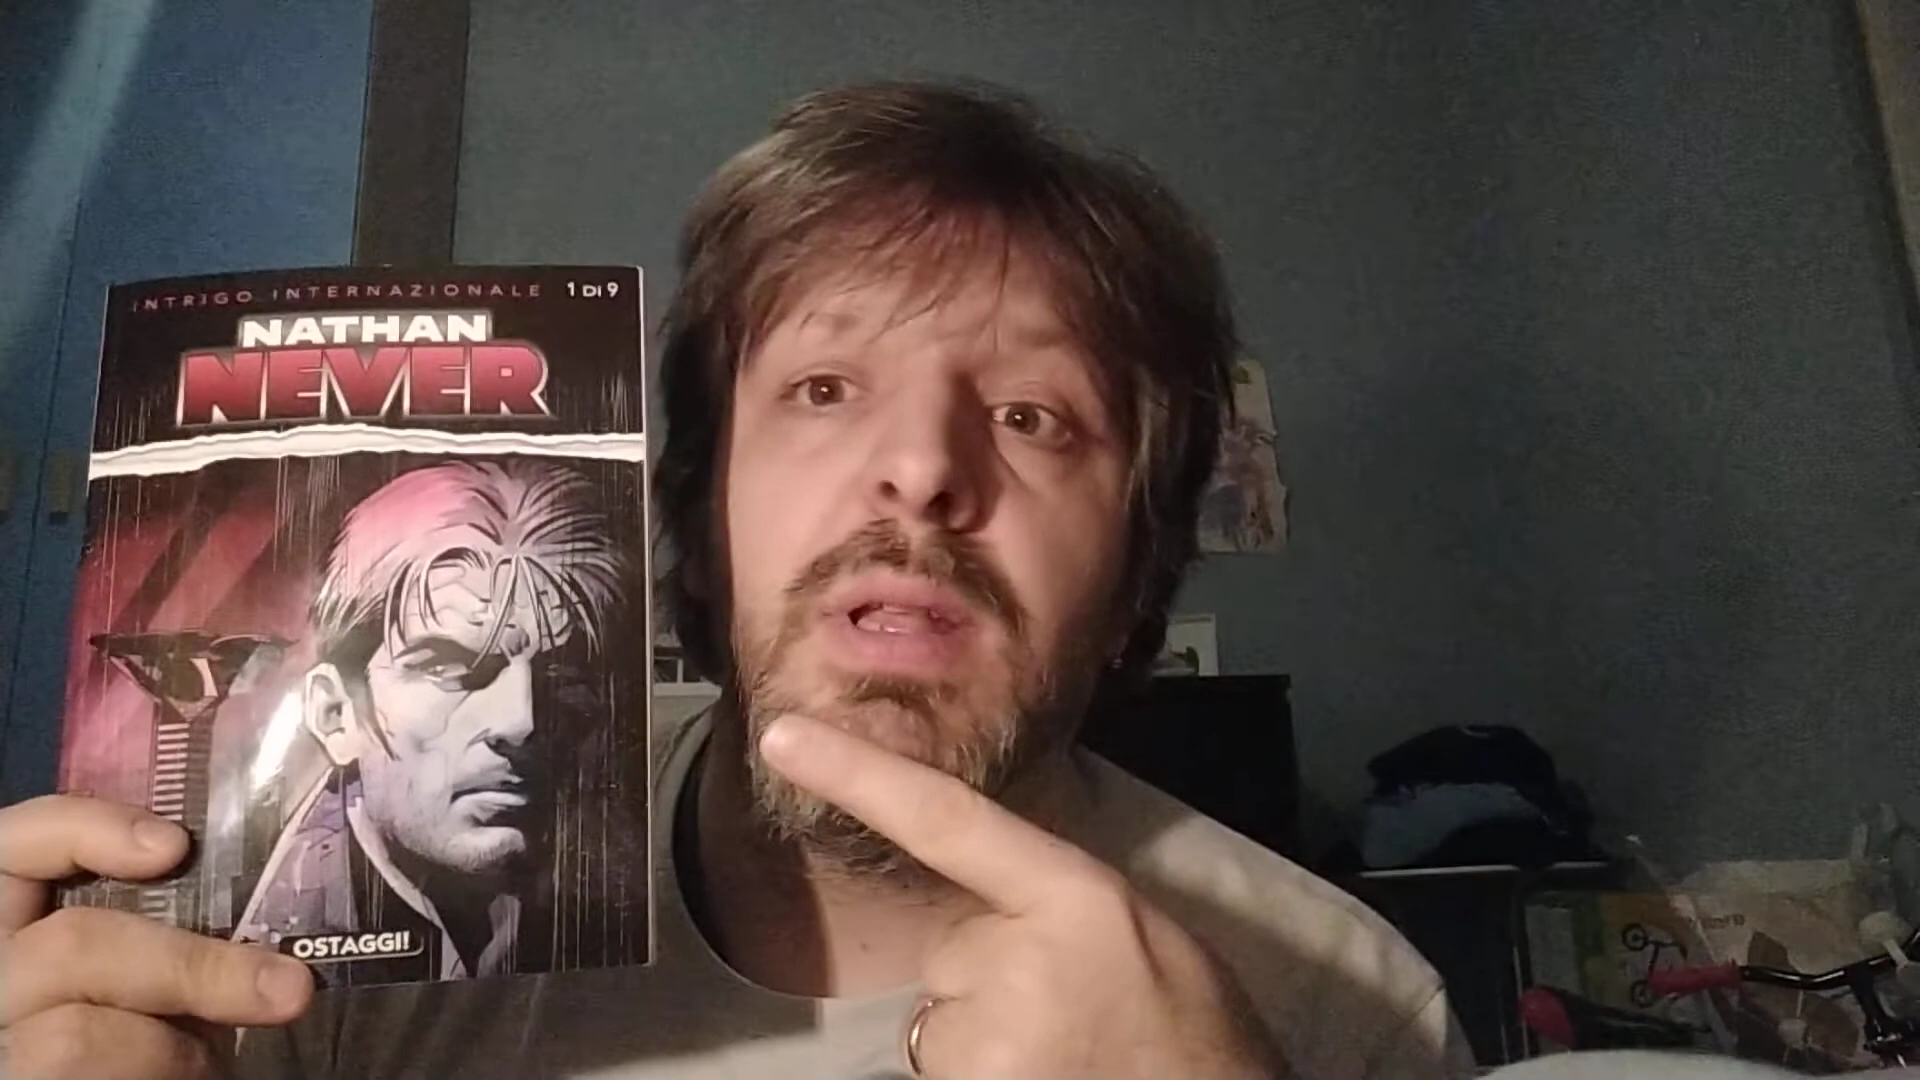 INTRIGO INTERNAZIONALE 1 DI 9
NATHAN
NEVER
OSTAGGI!